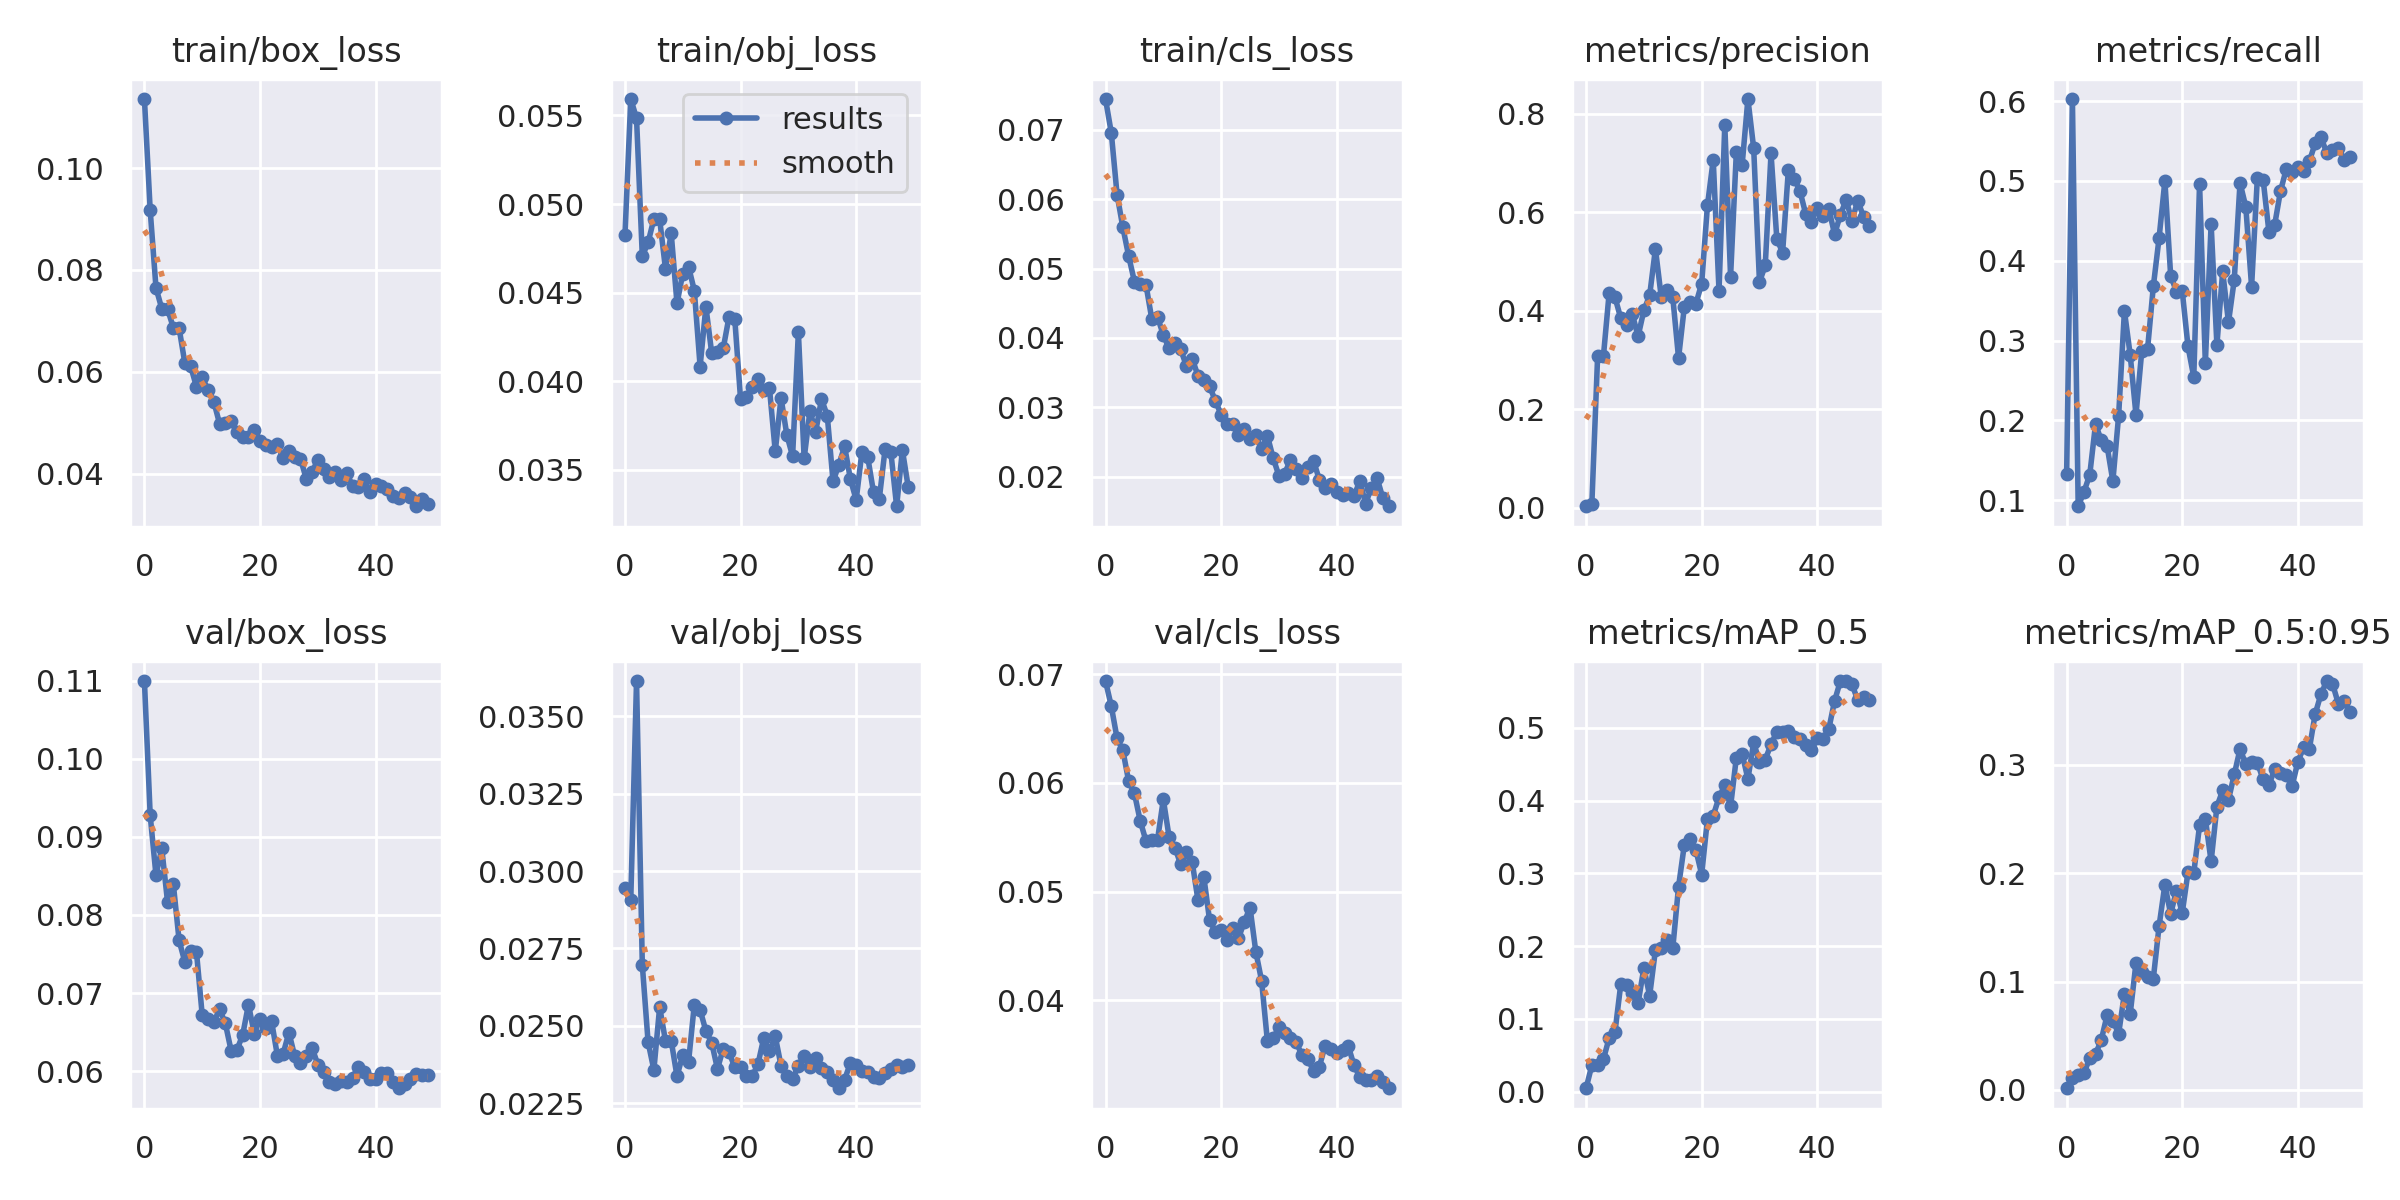 train/box_loss
0.10
0.08
0.06
0.04
0 20 40
train/obj_loss
results
smooth
0.055
0.050
0.045
0.040
0.035
0 20 40
train/cls_loss
0.07
0.06
0.05
0.04
0.03
0.02
0 20 40
metrics/precision
0.8
0.6
0.4
0.2
0.0
0 20 40
metrics/recall
0.6
0.5
0.4
0.3
0.2
0.1
0 20 40
val/box_loss
0.11
0.10
0.09
0.08
0.07
0.06
0 20 40
val/obj_loss
0.0350
0.0325
0.0300
0.0275
0.0250
0.0225
0 20 40
val/cls_loss
0.07
0.06
0.05
0.04
0 20 40
metrics/mAP_0.5
0.5
0.4
0.3
0.2
0.1
0.0
0 20 40
metrics/mAP_0.5:0.95
0.3
0.2
0.1
0.0
0 20 40